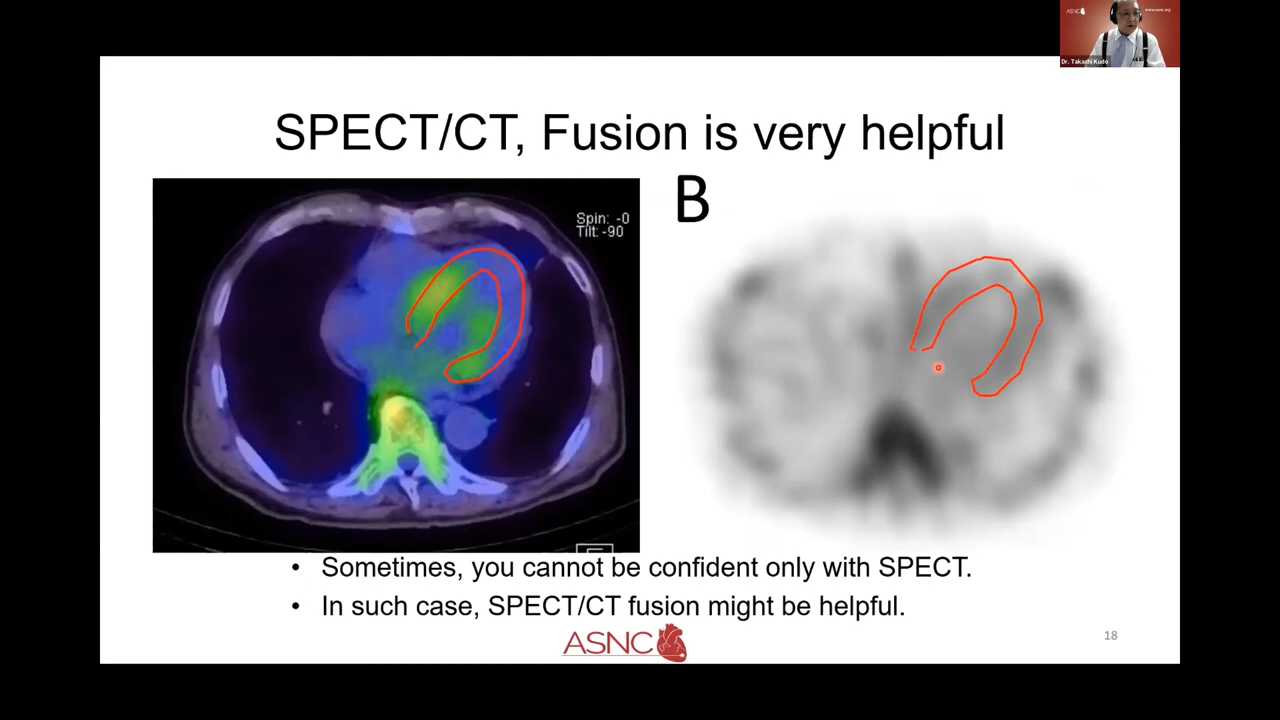 ASNC
Dr. Takashi Kudo
SPECT/CT, Fusion is very helpful
Spin: -0
Tilt: -90
B
• Sometimes, you cannot be confident only with SPECT.
• In such case, SPECT/CT fusion might be helpful.
ASNC
18